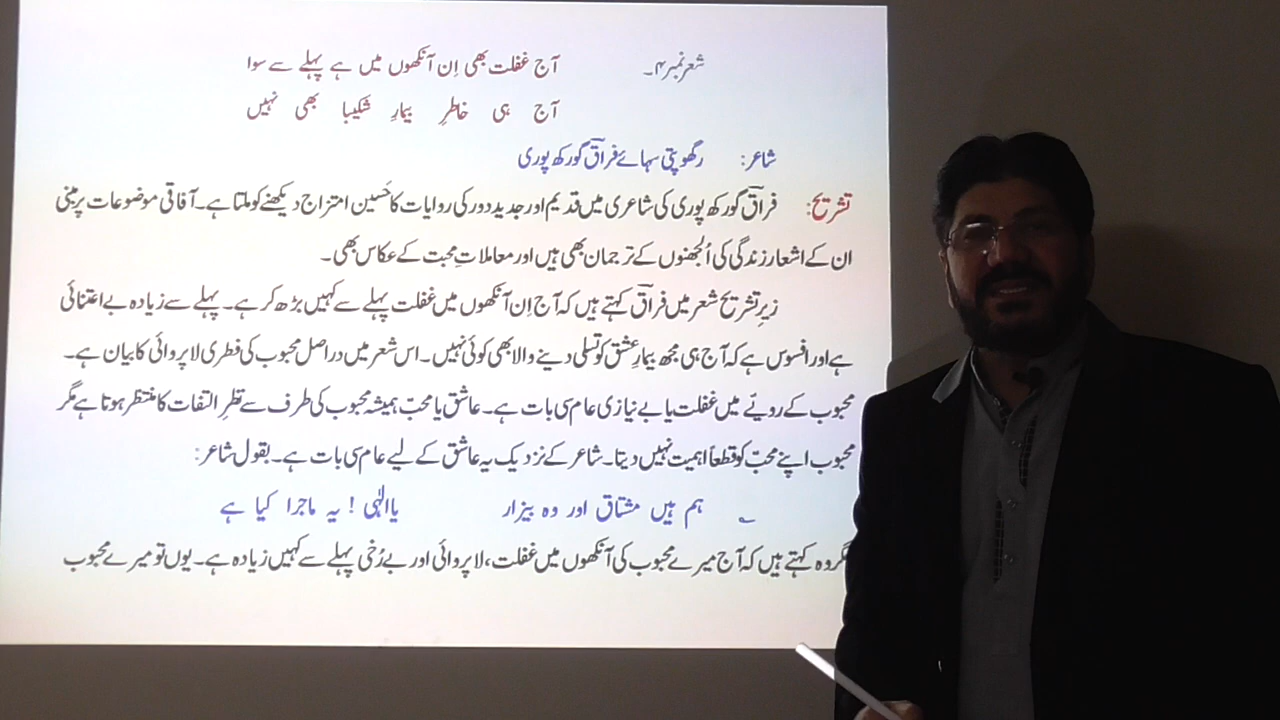 شعر نمبر ۴۔ آج غفلت بھی اِن آنکھوں میں ہے پہلے سے سوا
آج ہی خاطرِ بیمارِ شکیبا بھی نہیں
شاعر: رگھوپتی سہائے فراقؔ گورکھ پوری
تشریح: فراقؔ گورکھ پوری کی شاعری میں قدیم اور جدید دور کی روایات کا حَسین امتزاج دیکھنے کو ملتا ہے۔ آفاقی موضوعات پر مبنی
ان کے اشعار زندگی کی اُلجھنوں کے ترجمان بھی ہیں اور معاملاتِ محبت کے عکاس بھی۔
زیرِ تشریح شعر میں فراقؔ کہتے ہیں کہ آج اِن آنکھوں میں غفلت پہلے سے کہیں بڑھ کر ہے۔ پہلے سے زیادہ بے اعتنائی
ہے اور افسوس ہے کہ آج ہی مجھ بیمارِ عشق کو تسلی دینے والا بھی کوئی نہیں۔ اس شعر میں دراصل محبوب کی فطری لاپروائی کا بیان ہے۔
محبوب کے رویّے میں غفلت یا بے نیازی عام سی بات ہے۔ عاشق یا محبّ ہمیشہ محبوب کی طرف سے نظرِ التفات کا منتظر ہوتا ہے مگر
محبوب اپنے محبّ کو قطعاً اہمیت نہیں دیتا۔ شاعر کے نزدیک یہ عاشق کے لیے عام سی بات ہے۔ بقول شاعر:
؎ ہم ہیں مشتاق اور وہ بیزار یا الٰہی! یہ ماجرا کیا ہے
مگر وہ کہتے ہیں کہ آج میرے محبوب کی آنکھوں میں غفلت، لاپروائی اور بے رُخی پہلے سے کہیں زیادہ ہے۔ یوں تو میرے محبوب